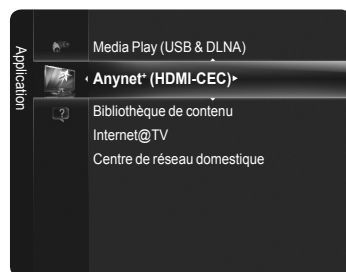 Application
Media Play (USB & DLNA)
Anynet+ (HDMI-CEC)
Bibliothèque de contenu
Internet@TV
Centre de réseau domestique